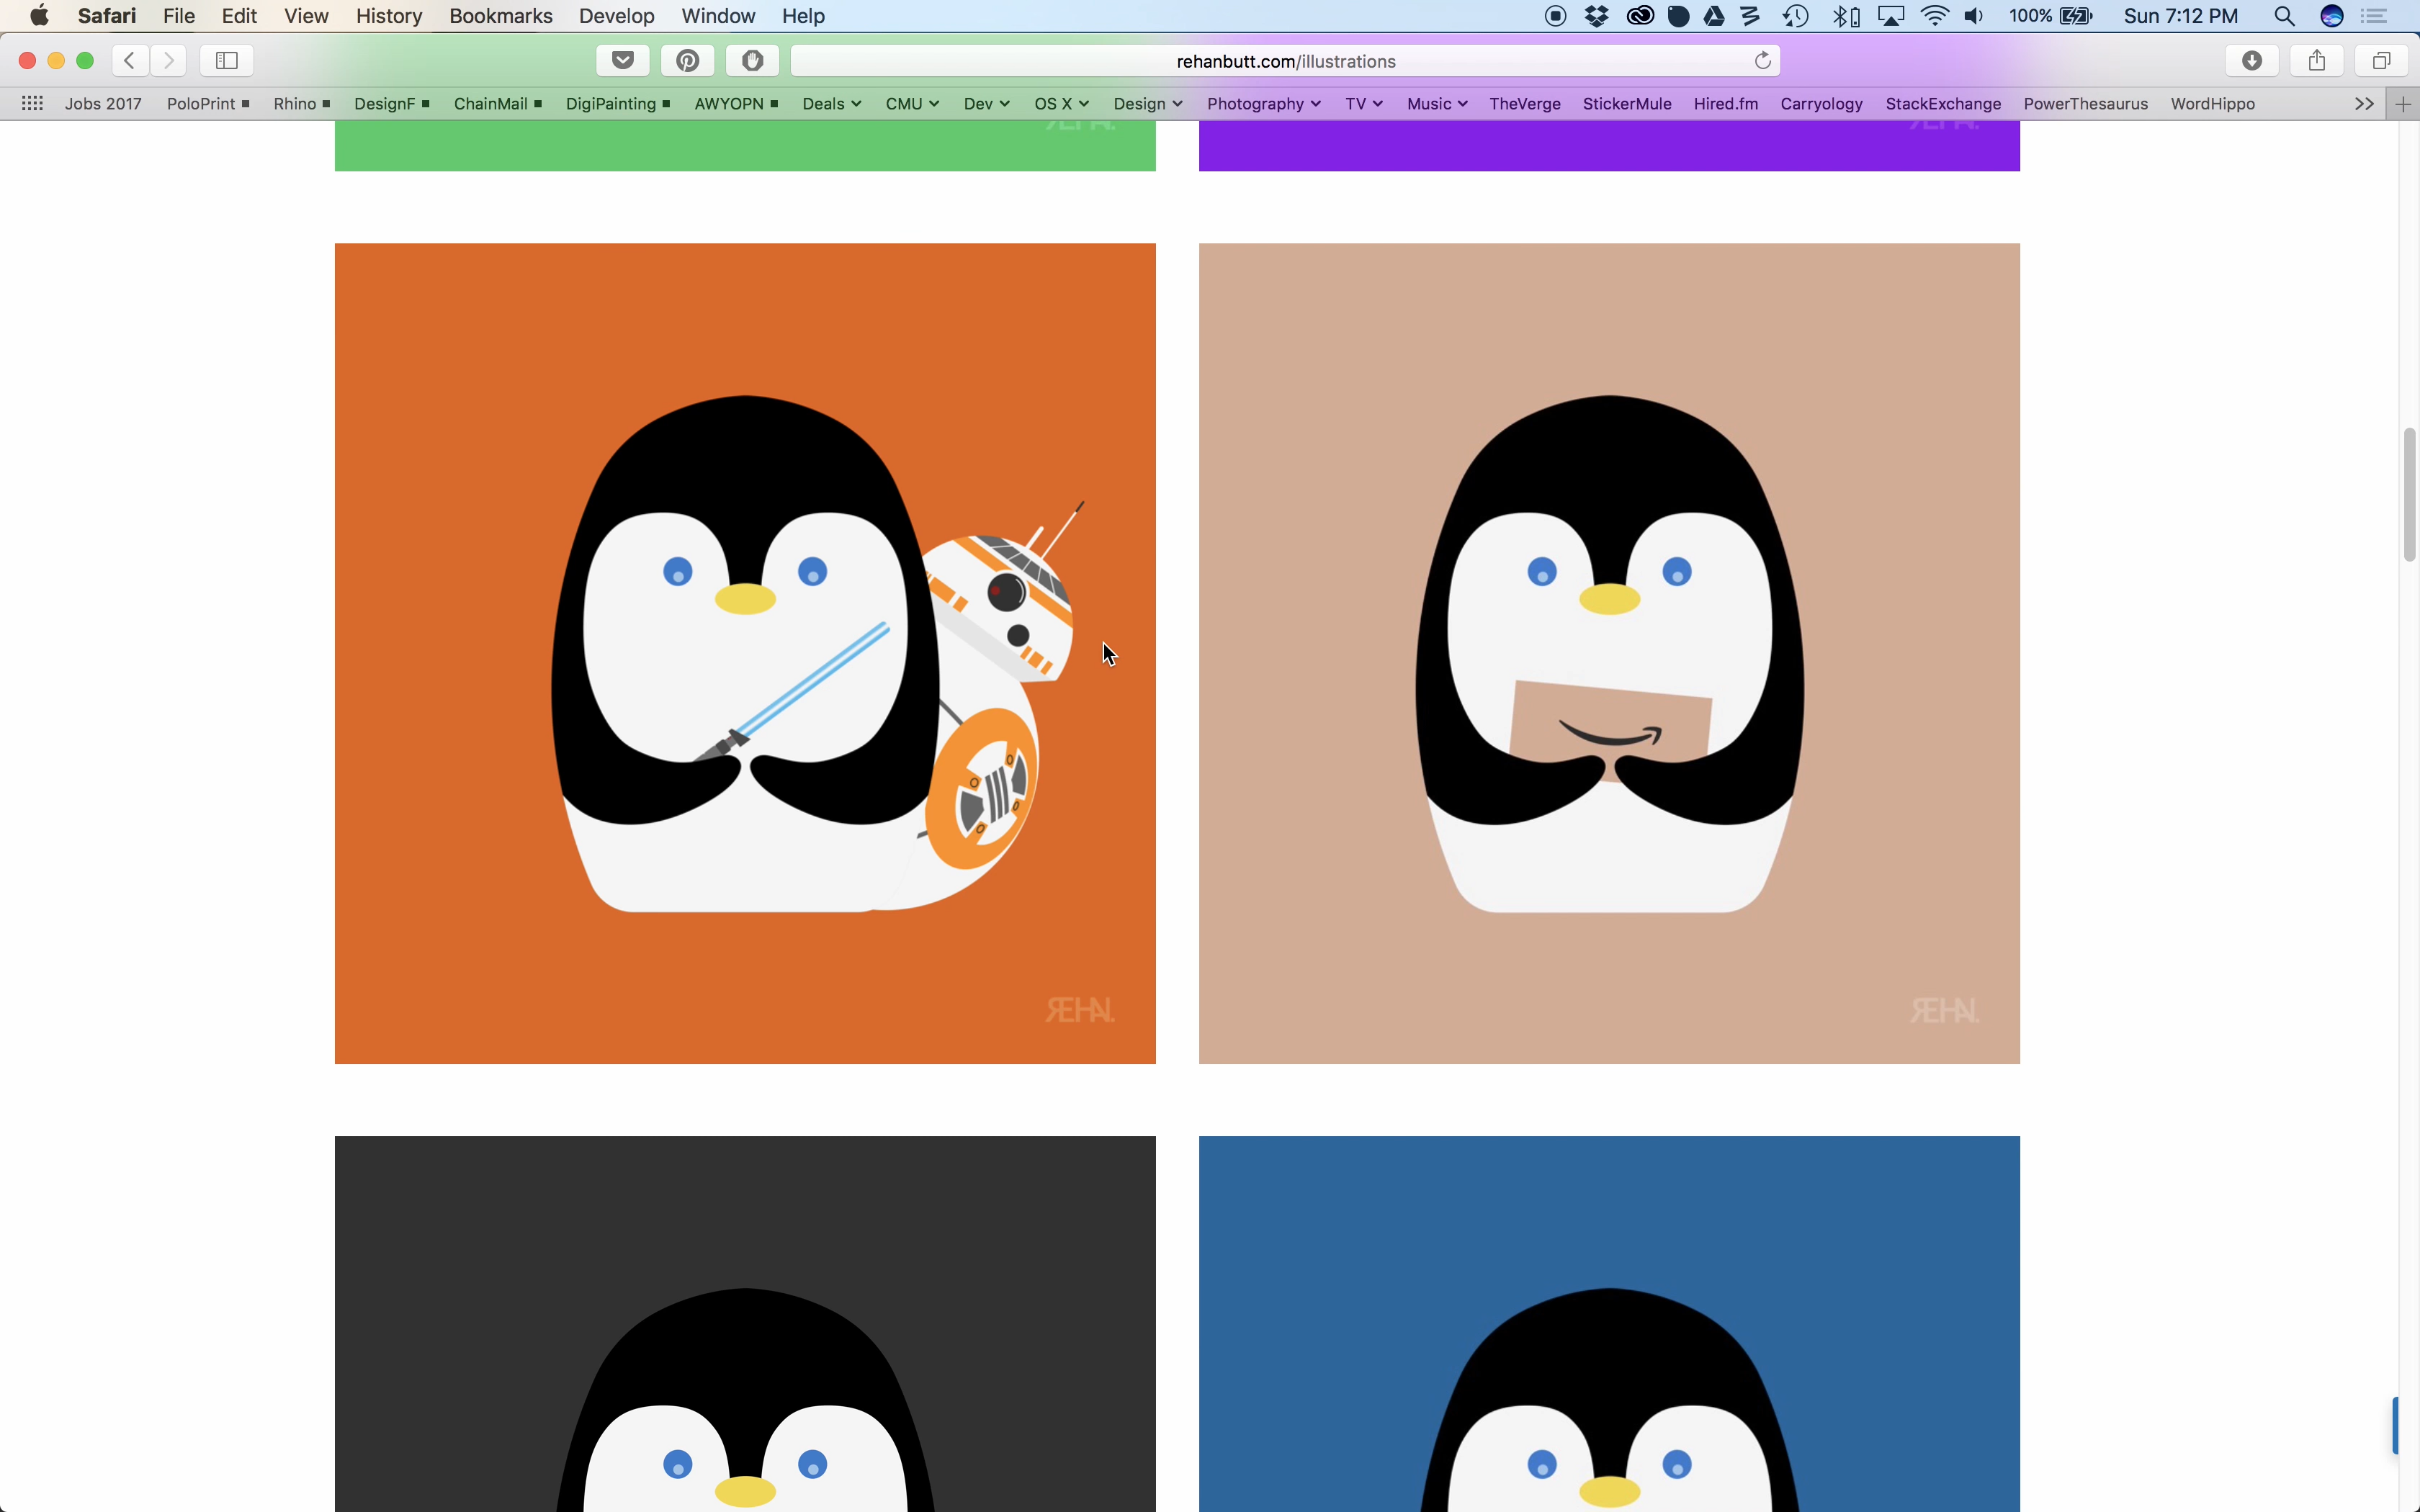 Safari File Edit View History Bookmarks Develop Window Help 100% Sun 7:12 PM
rehanbutt.com/illustrations
Jobs 2017 PoloPrint Rhino DesignF ChainMail DigiPainting AWYOPN Deals CMU Dev OS X Design Photography TV Music TheVerge StickerMule Hired.fm Carryology StackExchange PowerThesaurus WordHippo
REHN. REHN.